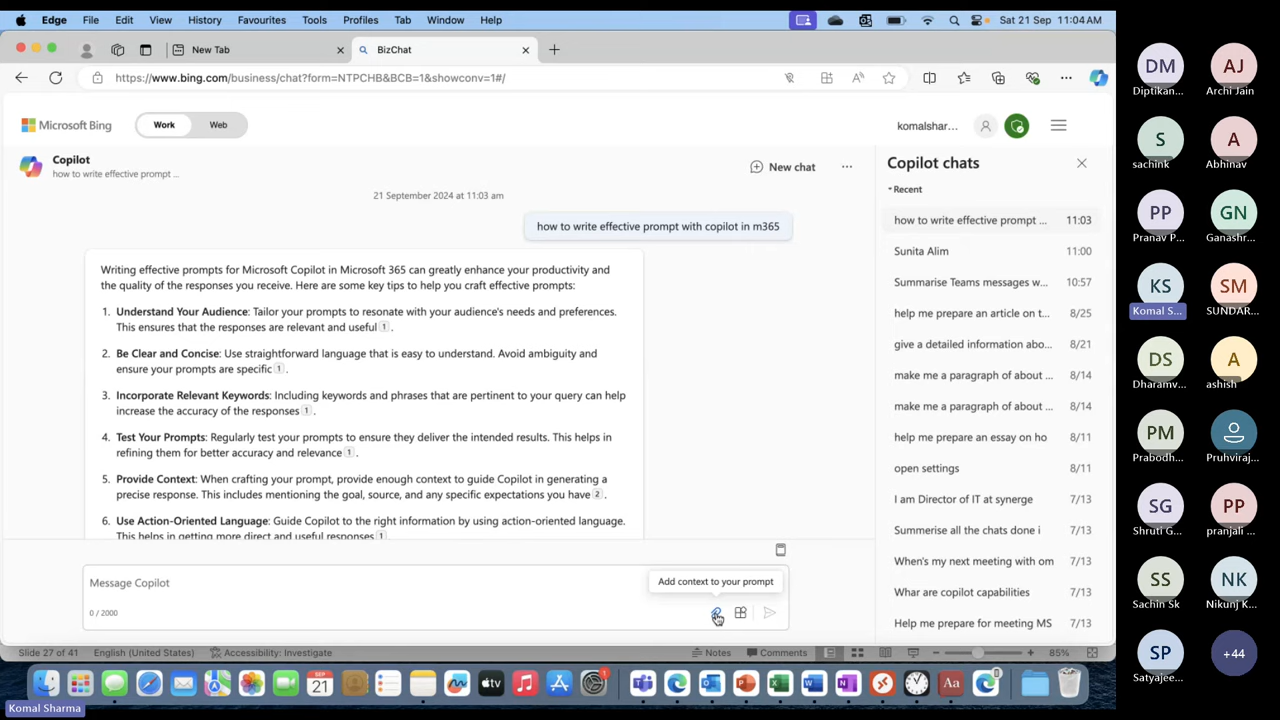 Edge File Edit View History Favourites Tools Profiles Tab Window Help Sat 21 Sep 11:04 AM
New Tab BizChat
https://www.bing.com/business/chat?form=NTPCHB&BCB=1&showconv=1#/
Microsoft Bing Work Web komalshar...
Copilot
how to write effective prompt ...
New chat
21 September 2024 at 11:03 am
how to write effective prompt with copilot in m365
Writing effective prompts for Microsoft Copilot in Microsoft 365 can greatly enhance your productivity and
the quality of the responses you receive. Here are some key tips to help you craft effective prompts:
1. Understand Your Audience: Tailor your prompts to resonate with your audience's needs and preferences.
This ensures that the responses are relevant and useful 1.
2. Be Clear and Concise: Use straightforward language that is easy to understand. Avoid ambiguity and
ensure your prompts are specific 1.
3. Incorporate Relevant Keywords: Including keywords and phrases that are pertinent to your query can help
increase the accuracy of the responses 1.
4. Test Your Prompts: Regularly test your prompts to ensure they deliver the intended results. This helps in
refining them for better accuracy and relevance 1.
5. Provide Context: When crafting your prompt, provide enough context to guide Copilot in generating a
precise response. This includes mentioning the goal, source, and any specific expectations you have 2.
6. Use Action-Oriented Language: Guide Copilot to the right information by using action-oriented language.
This helps in getting more direct and useful responses 1
Message Copilot
Add context to your prompt
0 / 2000
Copilot chats
Recent
how to write effective prompt ... 11:03
Sunita Alim 11:00
Summarise Teams messages w... 10:57
help me prepare an article on t... 8/25
give a detailed information abo... 8/21
make me a paragraph of about ... 8/14
make me a paragraph of about ... 8/14
help me prepare an essay on ho 8/11
open settings 8/11
I am Director of IT at synerge 7/13
Summerise all the chats done i 7/13
When's my next meeting with om 7/13
Whar are copilot capabilities 7/13
Help me prepare for meeting MS 7/13
Slide 27 of 41 English (United States) Accessibility: Investigate Notes Comments 85%
SEP
21
tv
Aa
1
Komal Sharma
DM AJ
Diptikan... Archi Jain
S A
sachink Abhinav
PP GN
Pranav P... Ganashr...
KS SM
Komal S... SUNDAR...
DS A
Dharamv... ashish
PM
Prabodh... Pruhviraj...
SG PP
Shruti G... pranjali ...
SS NK
Sachin Sk Nikunj K...
SP +44
Satyajee...